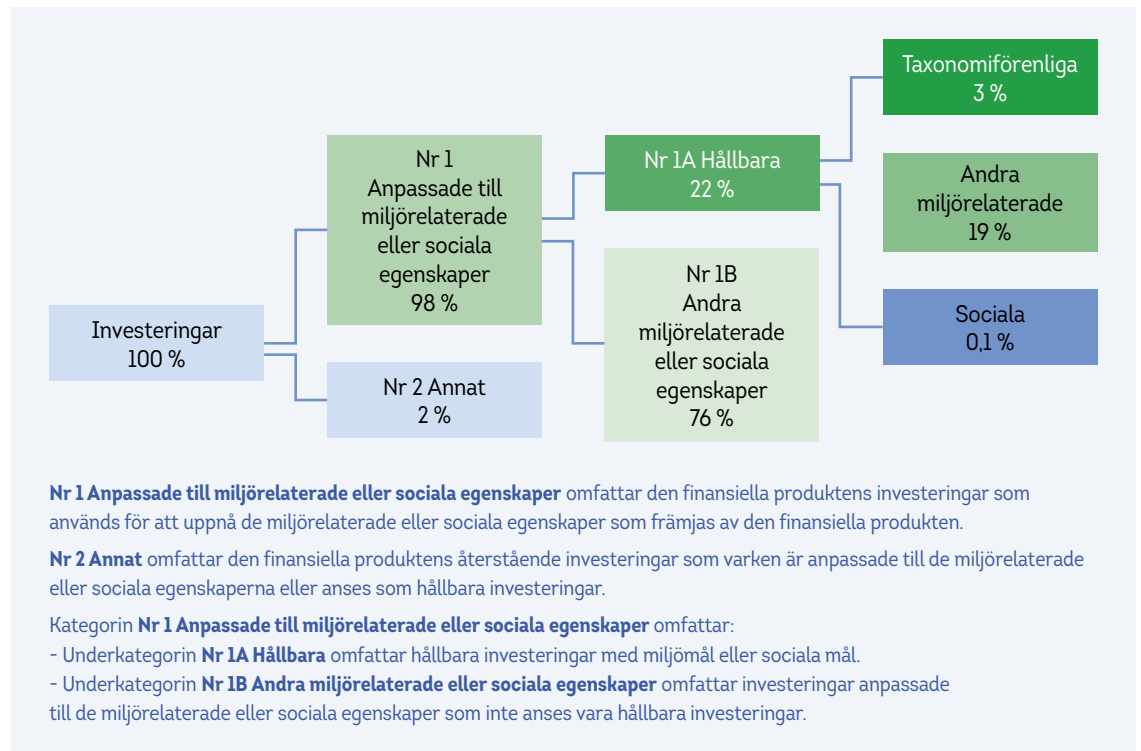 Investeringar
100 %
Nr 1
Anpassade till
miljörelaterade
eller sociala
egenskaper
98 %
Nr 2 Annat
2 %
Nr 1A Hållbara
22 %
Nr 1B
Andra
miljörelaterade
eller sociala
egenskaper
76 %
Taxonomiförenliga
3 %
Andra
miljörelaterade
19 %
Sociala
0,1 %
Nr 1 Anpassade till miljörelaterade eller sociala egenskaper omfattar den finansiella produktens investeringar som
används för att uppnå de miljörelaterade eller sociala egenskaper som främjas av den finansiella produkten.
Nr 2 Annat omfattar den finansiella produktens återstående investeringar som varken är anpassade till de miljörelaterade
eller sociala egenskaperna eller anses som hållbara investeringar.
Kategorin Nr 1 Anpassade till miljörelaterade eller sociala egenskaper omfattar:
- Underkategorin Nr 1A Hållbara omfattar hållbara investeringar med miljömål eller sociala mål.
- Underkategorin Nr 1B Andra miljörelaterade eller sociala egenskaper omfattar investeringar anpassade
till de miljörelaterade eller sociala egenskaper som inte anses vara hållbara investeringar.